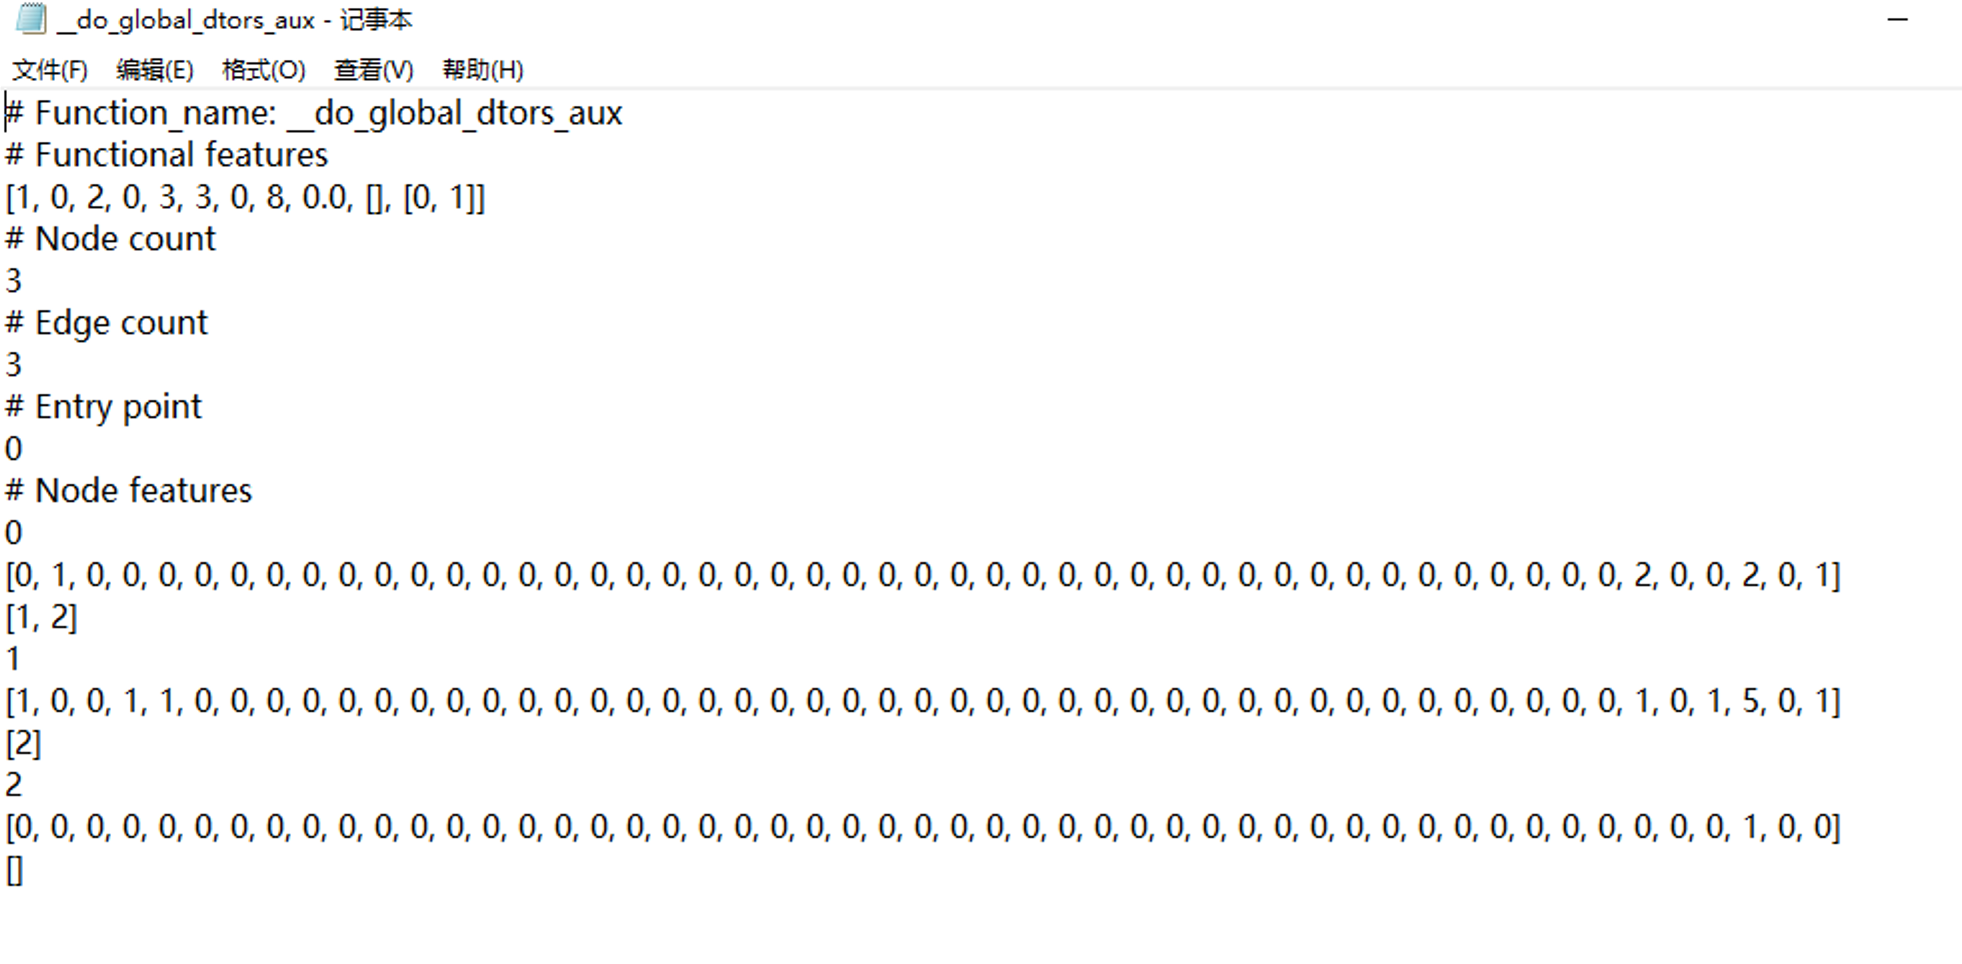 __do_global_dtors_aux - 记事本
文件(F) 编辑(E) 格式(O) 查看(V) 帮助(H)
# Function_name: __do_global_dtors_aux
# Functional features
[1, 0, 2, 0, 3, 3, 0, 8, 0.0, [], [0, 1]]
# Node count
3
# Edge count
3
# Entry point
0
# Node features
0
[0, 1, 0, 0, 0, 0, 0, 0, 0, 0, 0, 0, 0, 0, 0, 0, 0, 0, 0, 0, 0, 0, 0, 0, 0, 0, 0, 0, 0, 0, 0, 0, 0, 0, 0, 0, 0, 0, 0, 0, 0, 0, 0, 0, 0, 2, 0, 0, 2, 0, 1]
[1, 2]
1
[1, 0, 0, 1, 1, 0, 0, 0, 0, 0, 0, 0, 0, 0, 0, 0, 0, 0, 0, 0, 0, 0, 0, 0, 0, 0, 0, 0, 0, 0, 0, 0, 0, 0, 0, 0, 0, 0, 0, 0, 0, 0, 0, 0, 0, 1, 0, 1, 5, 0, 1]
[2]
2
[0, 0, 0, 0, 0, 0, 0, 0, 0, 0, 0, 0, 0, 0, 0, 0, 0, 0, 0, 0, 0, 0, 0, 0, 0, 0, 0, 0, 0, 0, 0, 0, 0, 0, 0, 0, 0, 0, 0, 0, 0, 0, 0, 0, 0, 0, 0, 0, 1, 0, 0]
[]